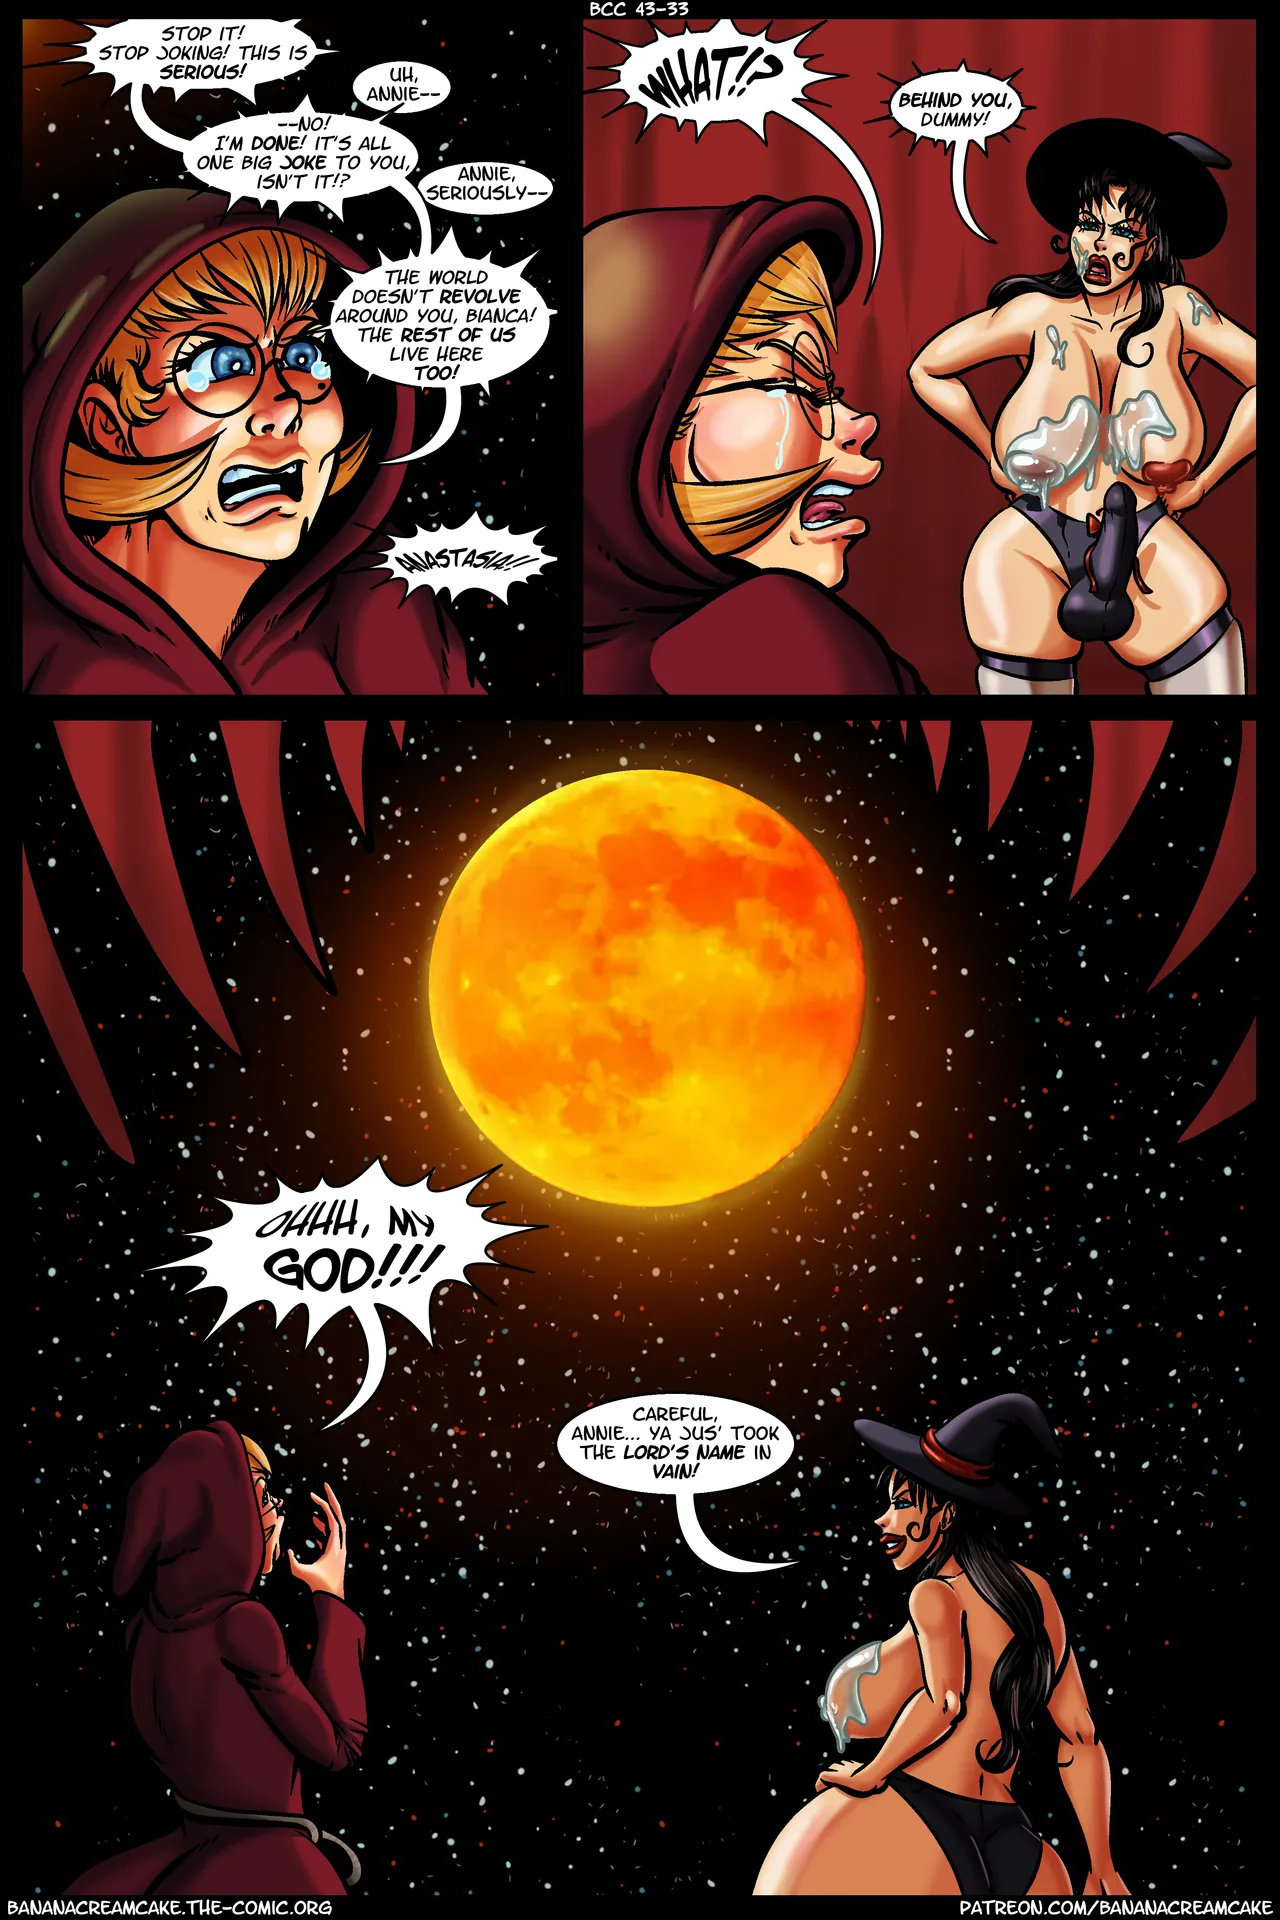 BCC 43-33
STOP IT!
STOP JOKING! THIS IS
SERIOUS!
UH,
ANNIE--
--NO!
I'M DONE! IT'S ALL
ONE BIG JOKE TO YOU,
ISN'T IT!?
ANNIE,
SERIOUSLY--
THE WORLD
DOESN'T REVOLVE
AROUND YOU, BIANCA!
THE REST OF US
LIVE HERE
TOO!
ANASTASIA!!
WHAT!!?
BEHIND YOU,
DUMMY!
OHHH, MY
GOD!!!
CAREFUL,
ANNIE... YA JUS' TOOK
THE LORD'S NAME IN
VAIN!
BANANACREAMCAKE.THE-COMIC.ORG
PATREON.COM/BANANACREAMCAKE